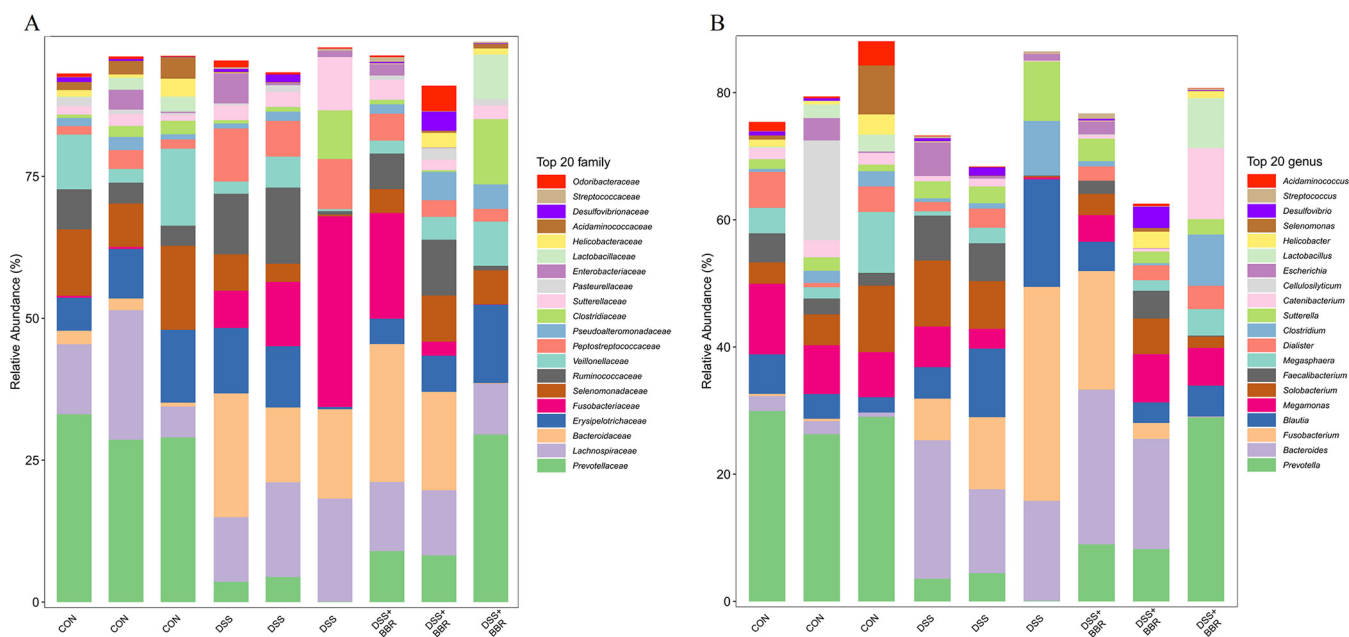 A
Relative Abundance (%)
75
50
25
0
CON
CON
CON
DSS
DSS
DSS
DSS+
BBR
DSS+
BBR
DSS+
BBR
Top 20 family
Odoribacteraceae
Streptococcaceae
Desulfovibrionaceae
Acidaminococcaceae
Helicobacteraceae
Lactobacillaceae
Enterobacteriaceae
Pasteurellaceae
Sutterellaceae
Clostridiaceae
Pseudoalteromonadaceae
Peptostreptococcaceae
Veillonellaceae
Ruminococcaceae
Selenomonadaceae
Fusobacteriaceae
Erysipelotrichaceae
Bacteroidaceae
Lachnospiraceae
Prevotellaceae
B
Relative Abundance (%)
80
60
40
20
0
CON
CON
CON
DSS
DSS
DSS
DSS+
BBR
DSS+
BBR
DSS+
BBR
Top 20 genus
Acidaminococcus
Streptococcus
Desulfovibrio
Selenomonas
Helicobacter
Lactobacillus
Escherichia
Cellulosilyticum
Catenibacterium
Sutterella
Clostridium
Dialister
Megasphaera
Faecalibacterium
Solobacterium
Megamonas
Blautia
Fusobacterium
Bacteroides
Prevotella